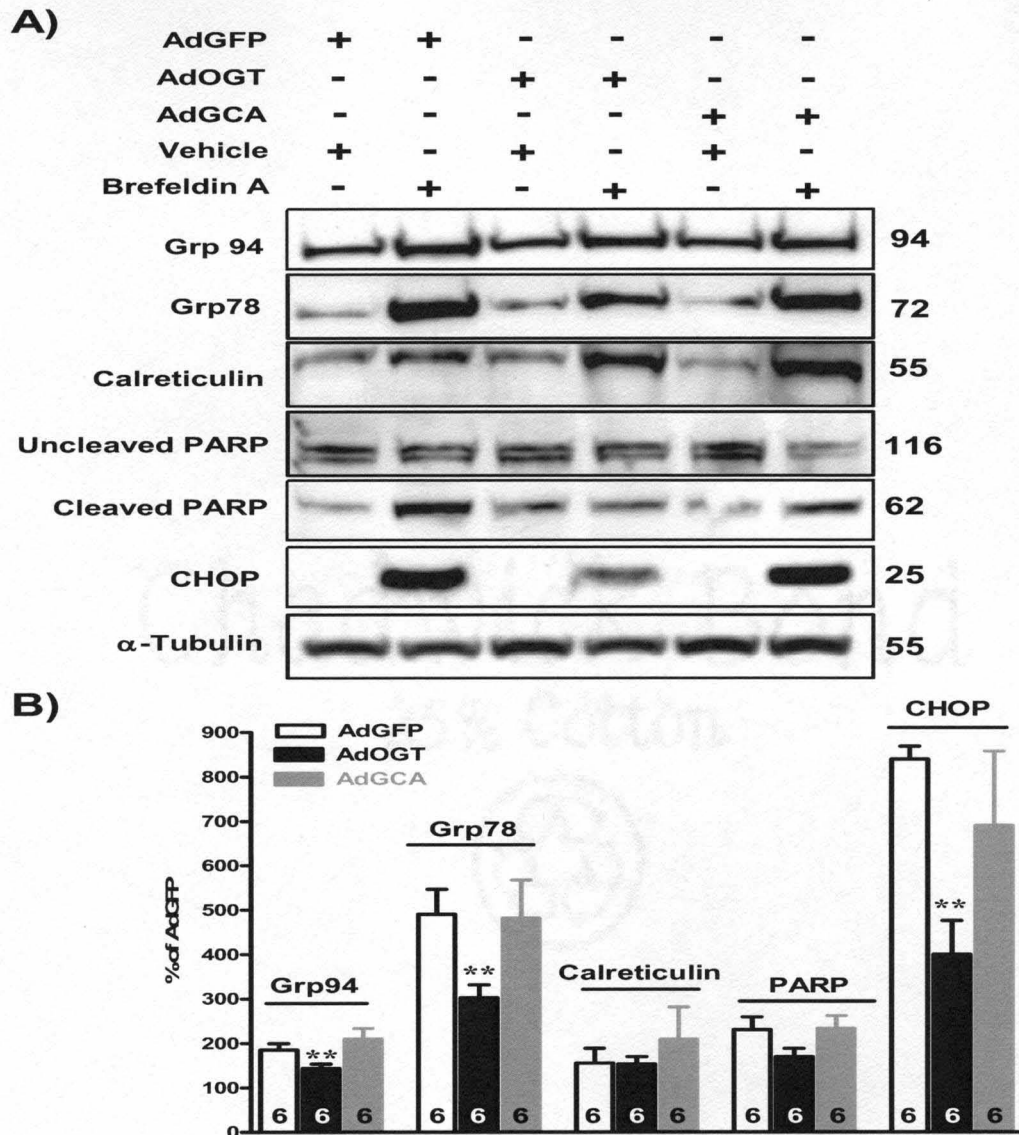 A)
AdGFP + + - - - -
AdOGT - - + + - -
AdGCA - - - - + +
Vehicle + - + - + -
Brefeldin A - + - + - +
Grp 94 94
Grp78 72
Calreticulin 55
Uncleaved PARP 116
Cleaved PARP 62
CHOP 25
α-Tubulin 55
B)
CHOP
900
AdGFP
800
AdOGT
AdGCA
700
Grp78
600
% of AdGFP
500
**
400
**
Calreticulin
300
Grp94
PARP
200
**
100
6 6 6 6 6 6 6 6 6 6 6 6 6 6 6
0
Bond
25% Cotton